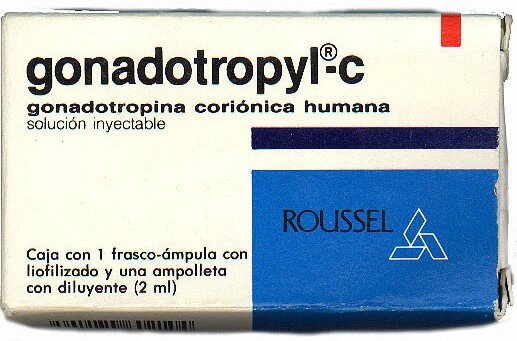 gonadotropyl®-c
gonadotropina coriónica humana
solución inyectable
ROUSSEL
Caja con 1 frasco-ámpula con
liofilizado y una ampolleta
con diluyente (2 ml)